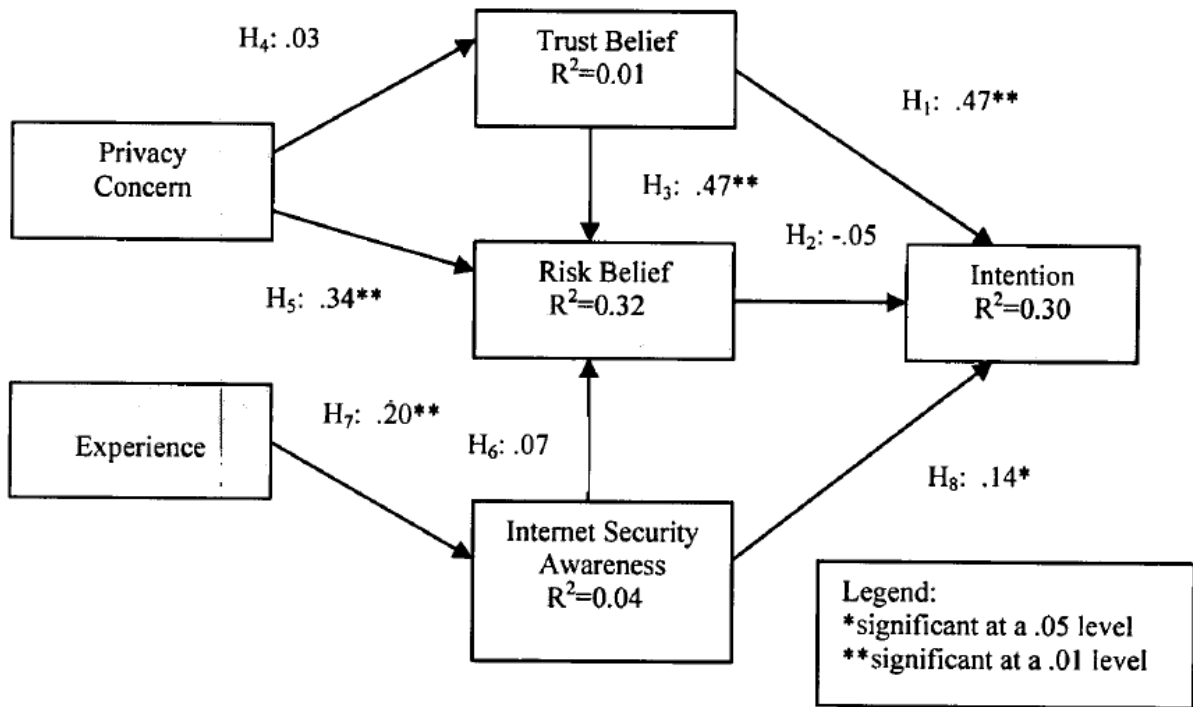 H₄: .03
Trust Belief
R²=0.01
H₁: .47**
Privacy
Concern
H₃: .47**
H₂: -.05
Risk Belief
R²=0.32
Intention
R²=0.30
H₅: .34**
Experience
H₇: .20**
H₆: .07
H₈: .14*
Internet Security
Awareness
R²=0.04
Legend:
*significant at a .05 level
**significant at a .01 level